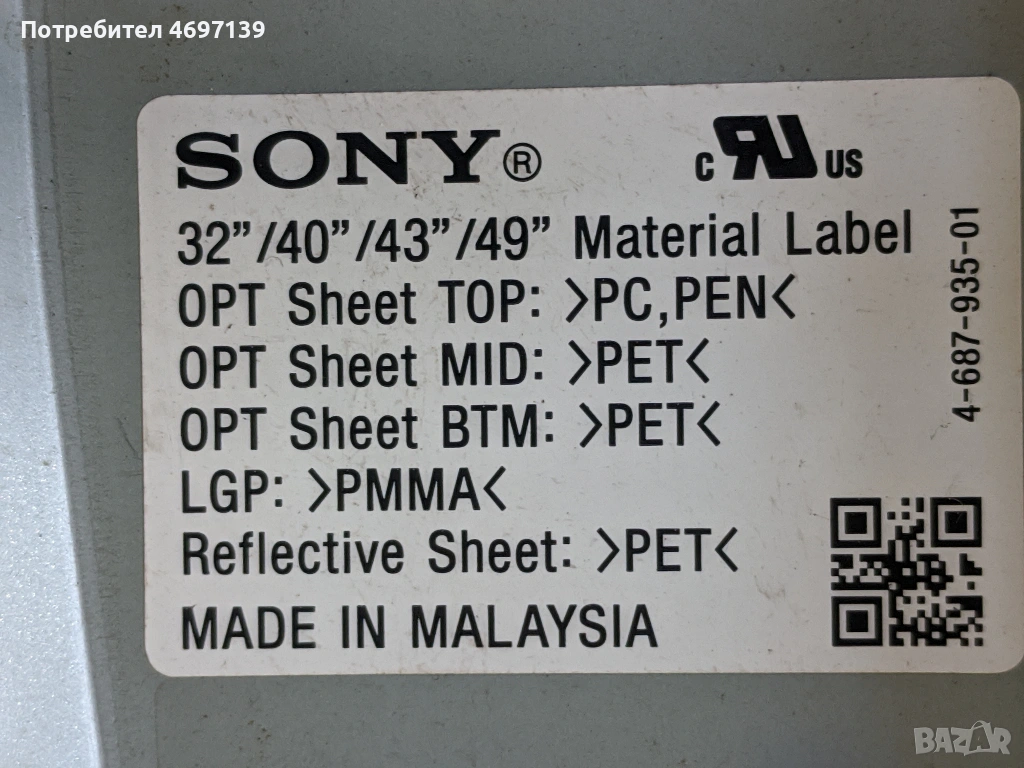 Потребител 4697139
SONY®
c RU US
32”/40”/43”/49” Material Label
OPT Sheet TOP: >PC,PEN<
OPT Sheet MID: >PET<
OPT Sheet BTM: >PET<
LGP: >PMMA<
Reflective Sheet: >PET<
MADE IN MALAYSIA
4-687-935-01
BAZAR